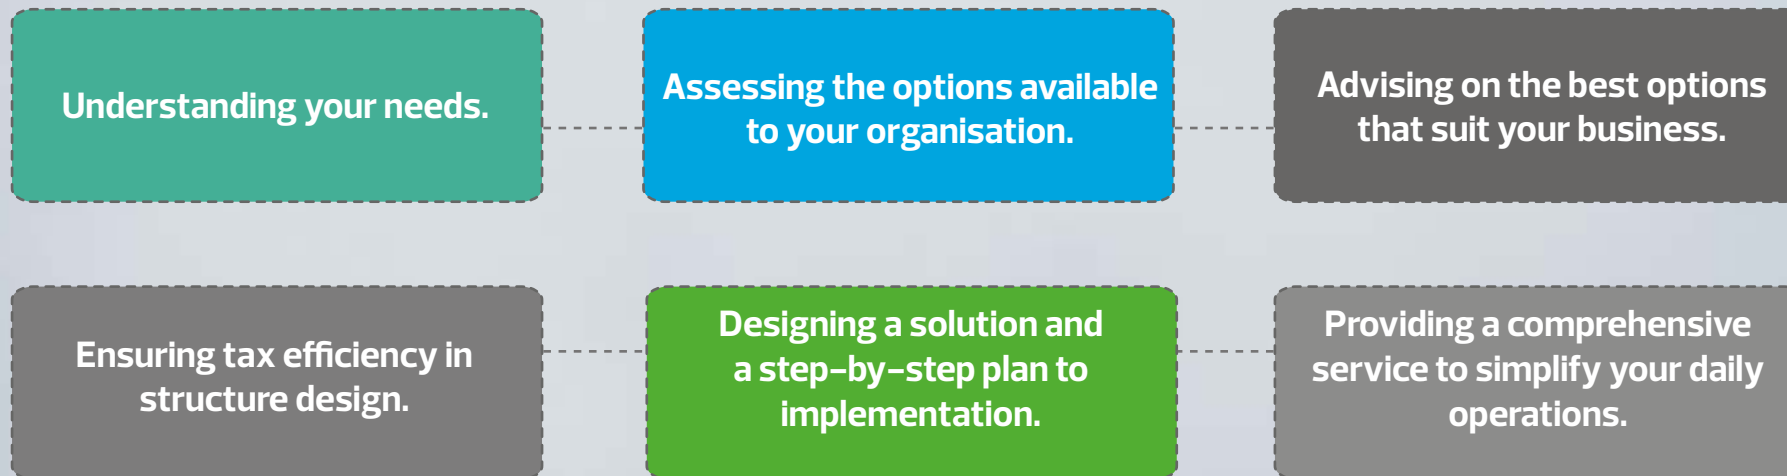 Understanding your needs.
Assessing the options available
to your organisation.
Advising on the best options
that suit your business.
Ensuring tax efficiency in
structure design.
Designing a solution and
a step-by-step plan to
implementation.
Providing a comprehensive
service to simplify your daily
operations.